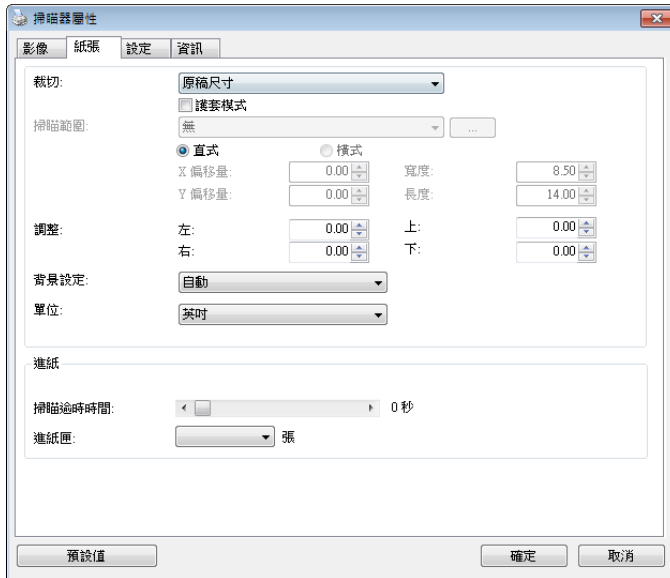 掃瞄器屬性
影像 紙張 設定 資訊
裁切: 原稿尺寸
護套模式
掃瞄範圍: 無 ...
直式 橫式
X 偏移量: 0.00 寬度: 8.50
Y 偏移量: 0.00 長度: 14.00
調整: 左: 0.00 上: 0.00
右: 0.00 下: 0.00
背景設定: 自動
單位: 英吋
進紙
掃瞄逾時時間: 0 秒
進紙匣: 張
預設值 確定 取消